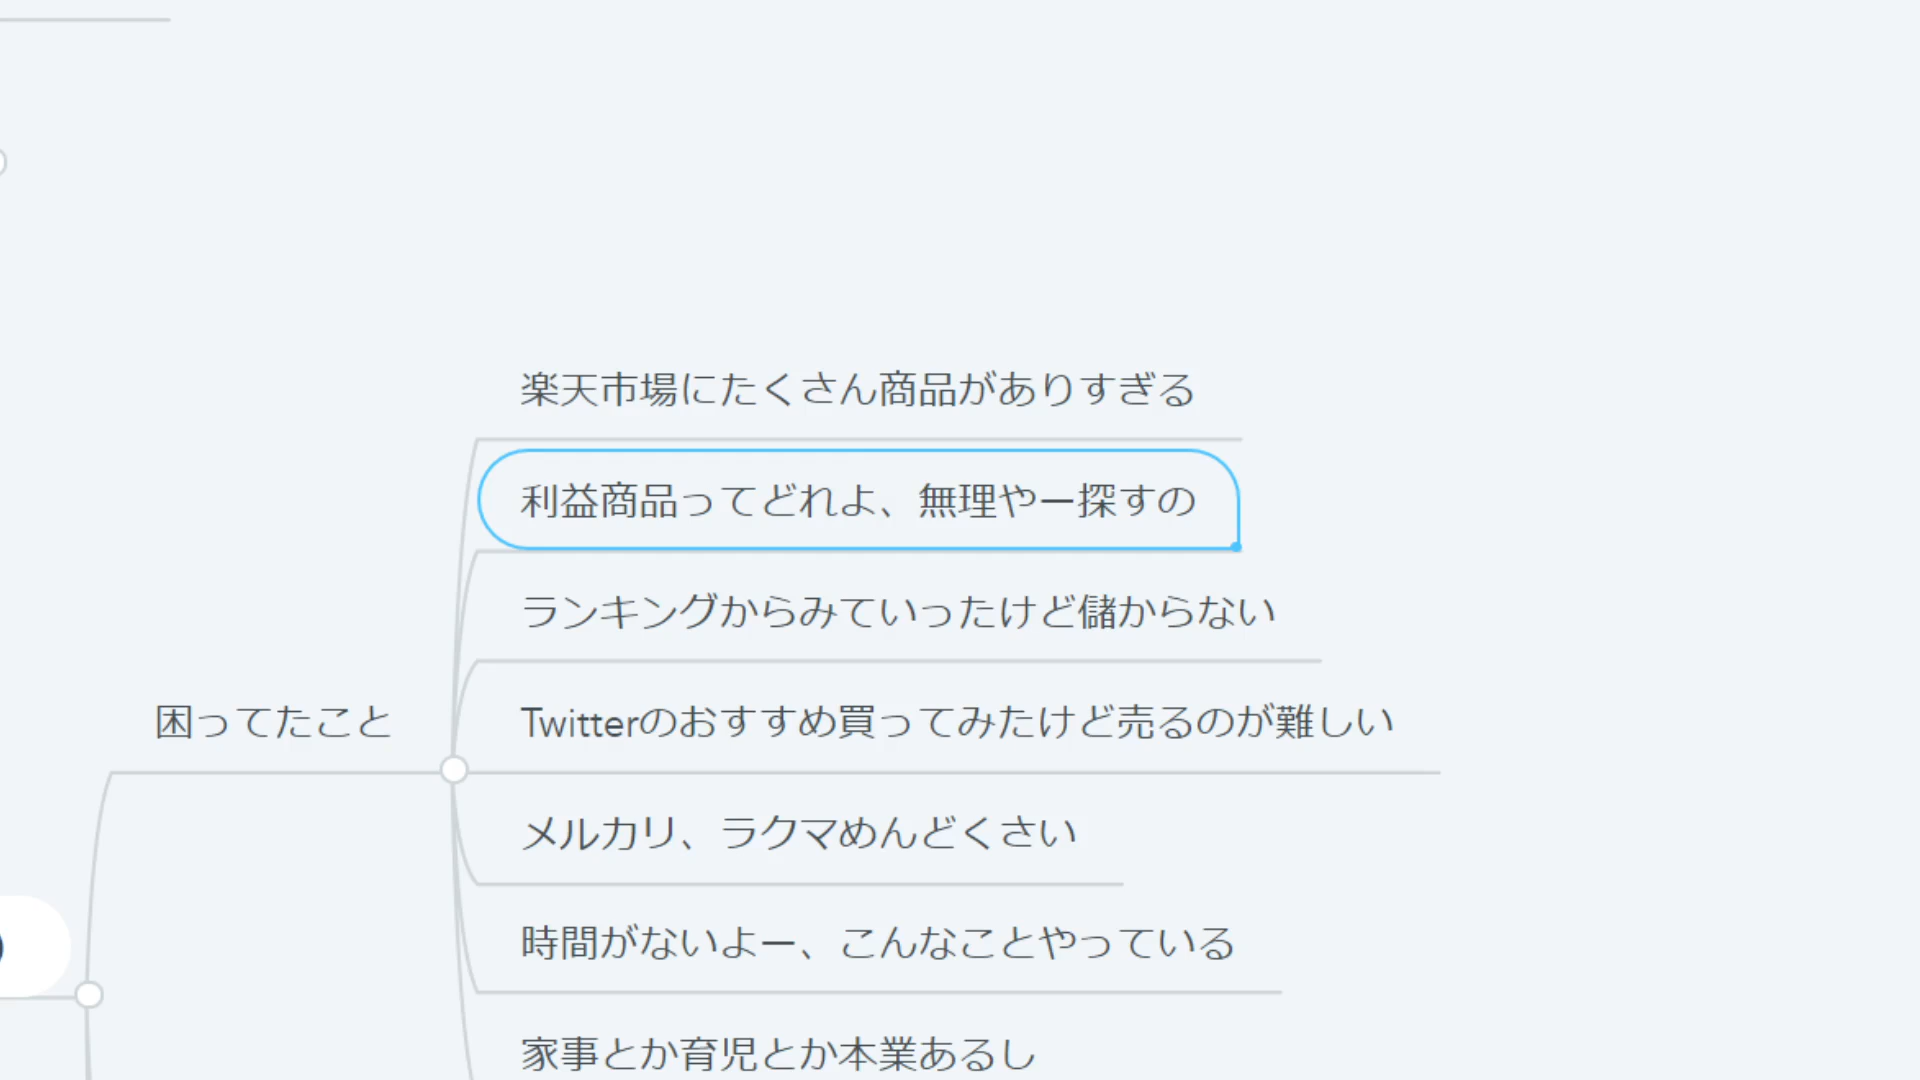 楽天市場にたくさん商品がありすぎる
利益商品ってどれよ、無理やー探すの
ランキングからみていったけど儲からない
困ってたこと
Twitterのおすすめ買ってみたけど売るのが難しい
メルカリ、ラクマめんどくさい
時間がないよー、こんなことやっている
家事とか育児とか本業あるし